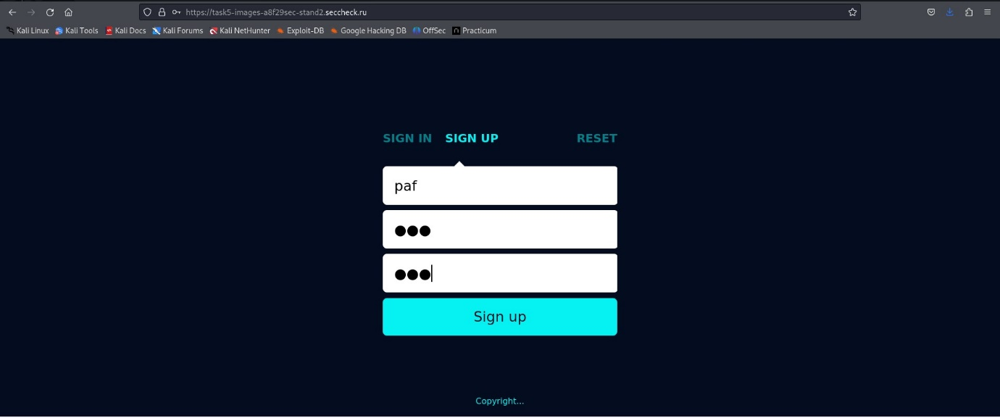 https://task5-images-a8f29sec-stand2.seccheck.ru
Kali Linux Kali Tools Kali Docs Kali Forums Kali NetHunter Exploit-DB Google Hacking DB OffSec Practicum
SIGN IN SIGN UP RESET
paf
Sign up
Copyright...